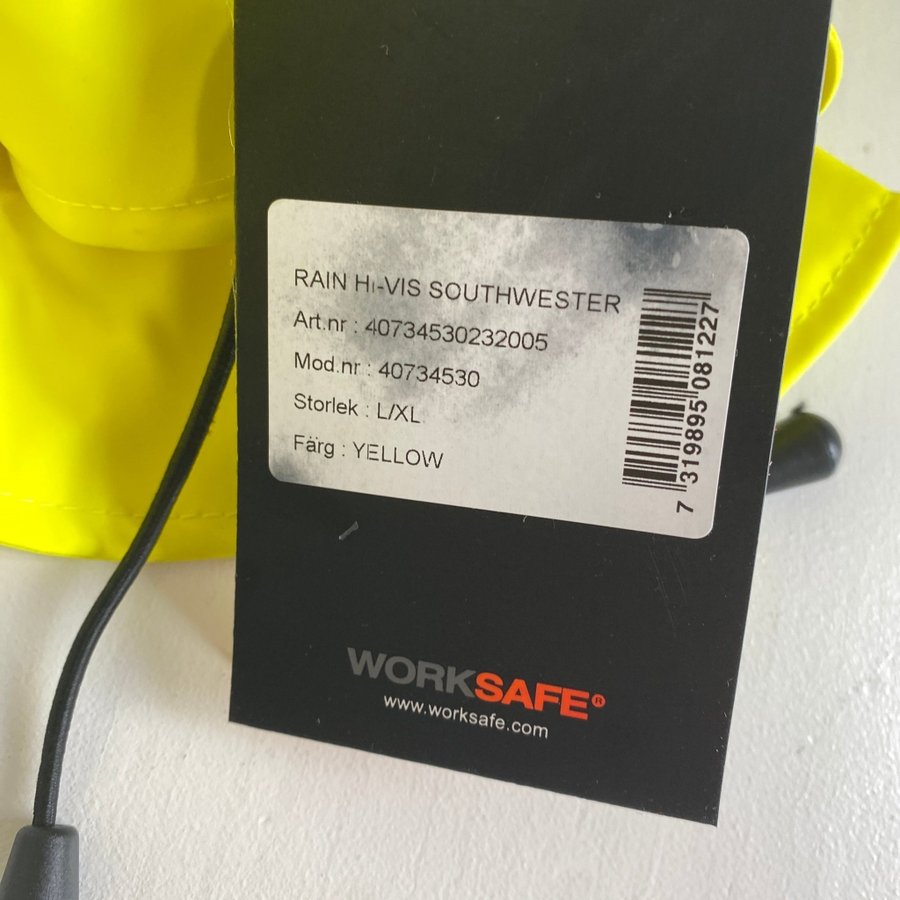 RAIN Hi-VIS SOUTHWESTER
Art.nr : 40734530232005
Mod.nr : 40734530
Storlek : L/XL
Färg : YELLOW
7 319895 081227
WORKSAFE®
www.worksafe.com